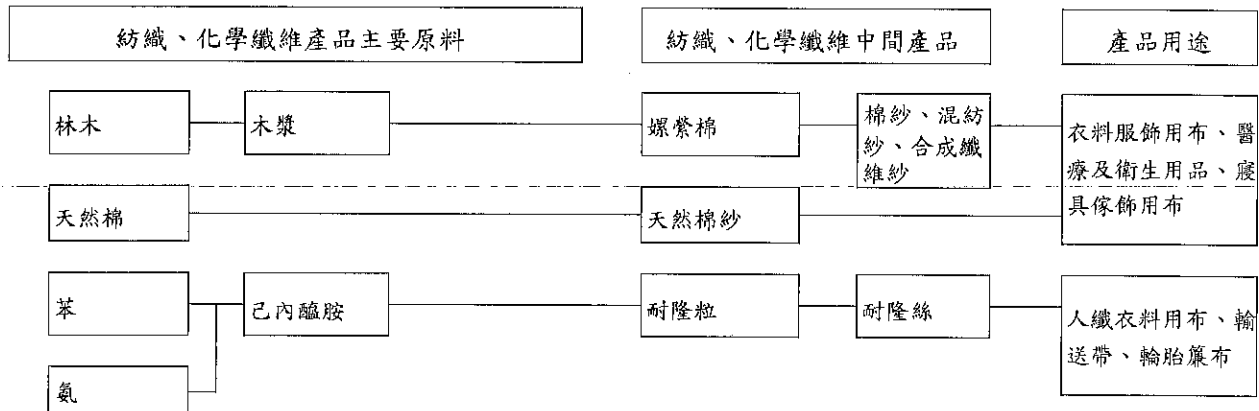 紡織、化學纖維產品主要原料
紡織、化學纖維中間產品
產品用途
林木
木漿
嫘縈棉
棉紗、混紡
紗、合成纖
維紗
衣料服飾用布、醫
療及衛生用品、寢
具傢飾用布
天然棉
天然棉紗
苯
己內醯胺
耐隆粒
耐隆絲
人纖衣料用布、輸
送帶、輪胎簾布
氨